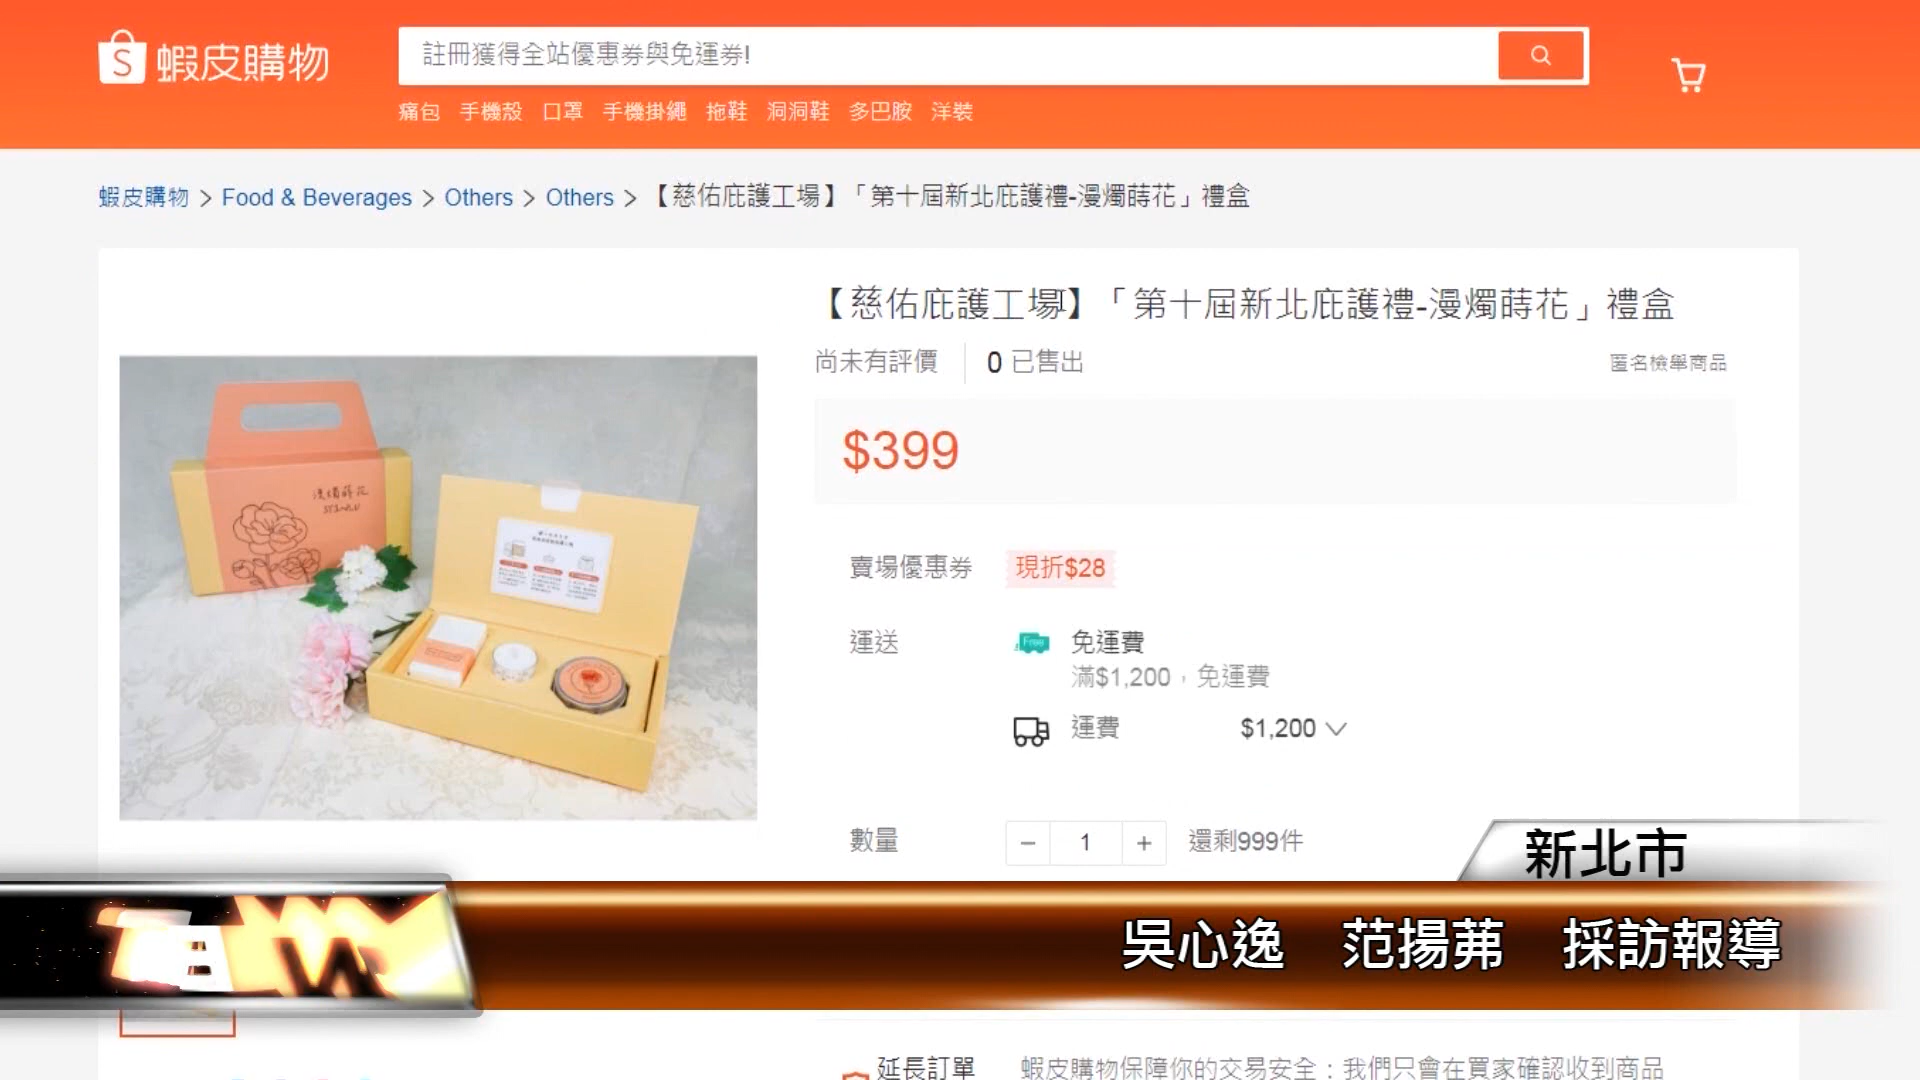 蝦皮購物
註冊獲得全站優惠券與免運券!
痛包 手機殼 口罩 手機掛繩 拖鞋 洞洞鞋 多巴胺 洋裝
蝦皮購物 > Food & Beverages > Others > Others > 【慈佑庇護工場】「第十屆新北庇護禮-漫燭蒔花」禮盒
【慈佑庇護工場】「第十屆新北庇護禮-漫燭蒔花」禮盒
尚未有評價 0 已售出 匿名檢舉商品
$399
賣場優惠券 現折$28
運送 Free 免運費
滿$1,200,免運費
運費 $1,200
數量 - 1 + 還剩999件
漫燭蒔花
新北市
吳心逸 范揚茀 採訪報導
延長訂單 蝦皮購物保障你的交易安全:我們只會在買家確認收到商品